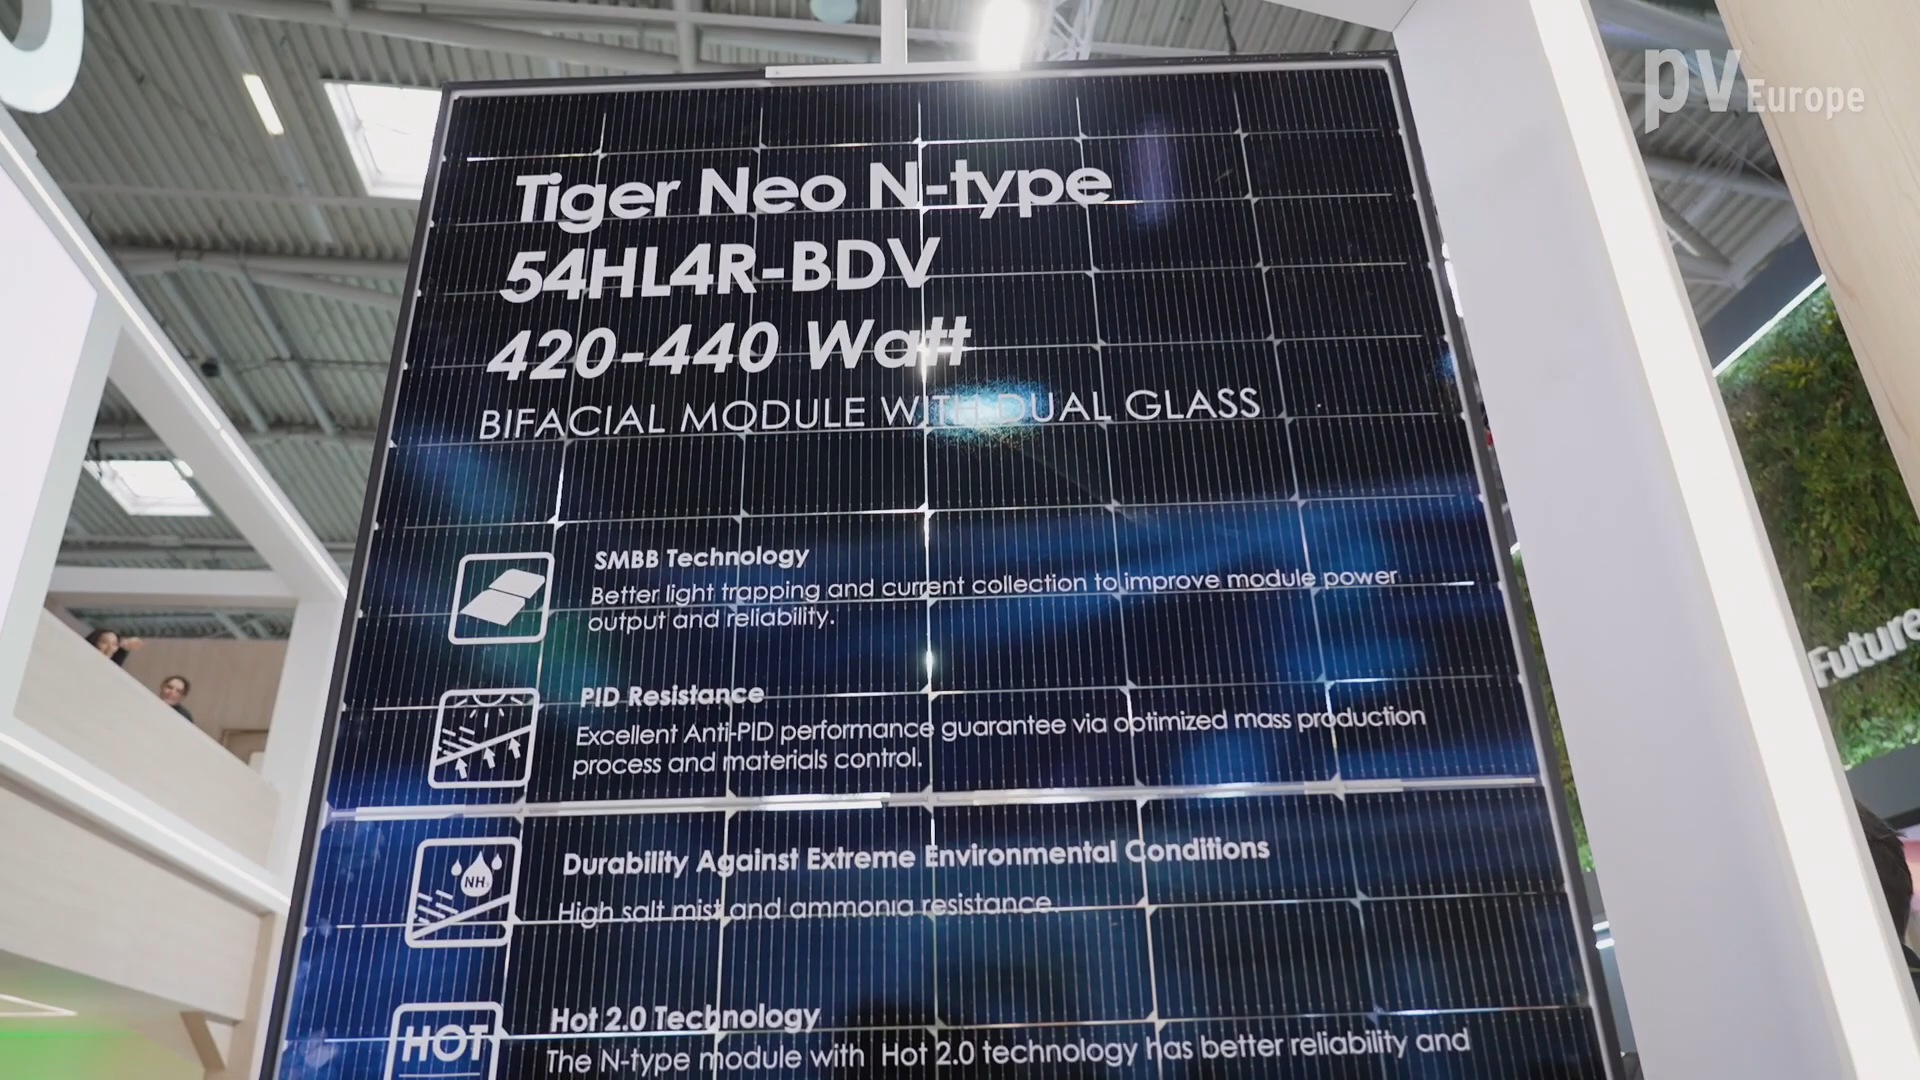 pv Europe
Tiger Neo N-type
54HL4R-BDV
420-440 Watt
BIFACIAL MODULE WITH DUAL GLASS
SMBB Technology
Better light trapping and current collection to improve module power
output and reliability.
PID Resistance
Excellent Anti-PID performance guarantee via optimized mass production
process and materials control.
NH₃
Durability Against Extreme Environmental Conditions
High salt mist and ammonia resistance.
HOT
Hot 2.0 Technology
The N-type module with Hot 2.0 technology has better reliability and
Future